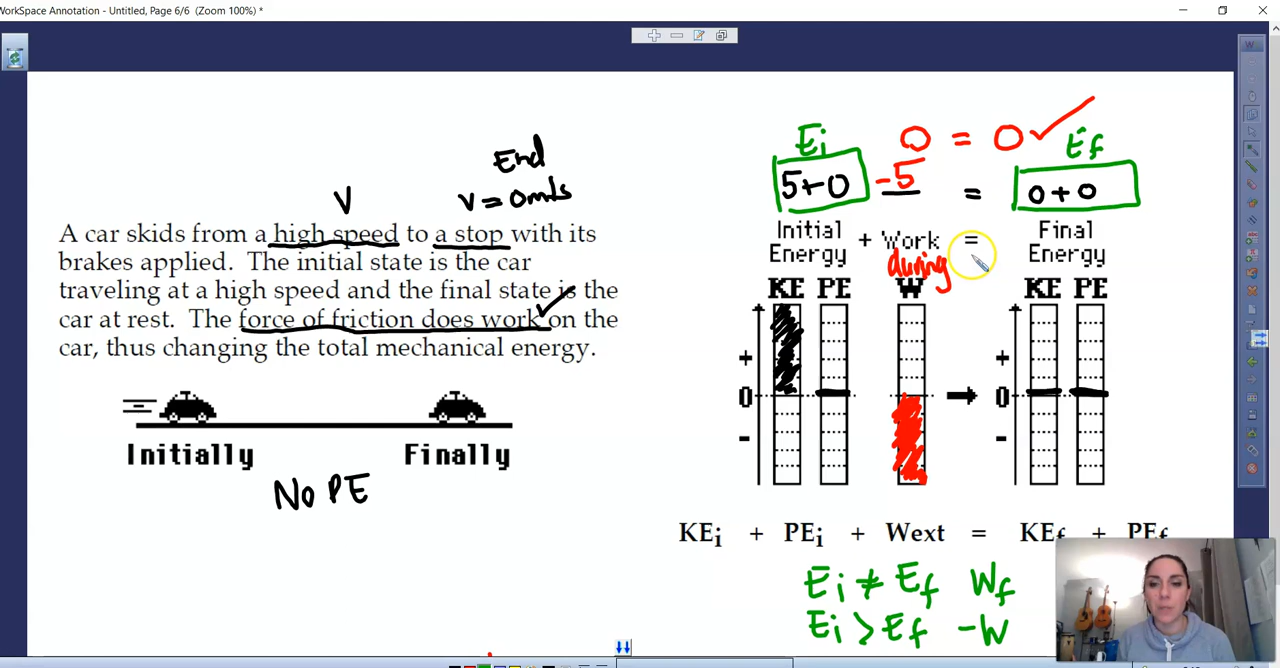 WorkSpace Annotation - Untitled, Page 6/6 (Zoom 100%) *
End
V
v = 0m/s
A car skids from a high speed to a stop with its
brakes applied. The initial state is the car
traveling at a high speed and the final state is the
car at rest. The force of friction does work on the
car, thus changing the total mechanical energy.
Initially
Finally
No PE
Ei 0 = 0 Ef
5+0 -5 = 0+0
Initial Energy + Work = Final Energy
during
KE PE W KE PE
+ +
0 0
- -
KEi + PEi + Wext = KEf + PEf
Ei ≠ Ef Wf
Ei > Ef -W